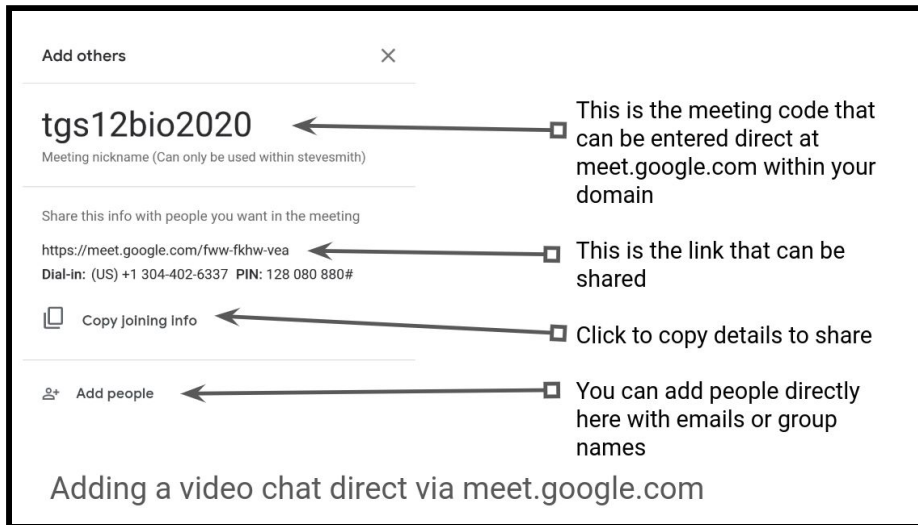 Add others
tgs12bio2020
Meeting nickname (Can only be used within stevesmith)
Share this info with people you want in the meeting
https://meet.google.com/fww-fkhw-vea
Dial-in: (US) +1 304-402-6337 PIN: 128 080 880#
Copy joining info
Add people
This is the meeting code that
can be entered direct at
meet.google.com within your
domain
This is the link that can be
shared
Click to copy details to share
You can add people directly
here with emails or group
names
Adding a video chat direct via meet.google.com